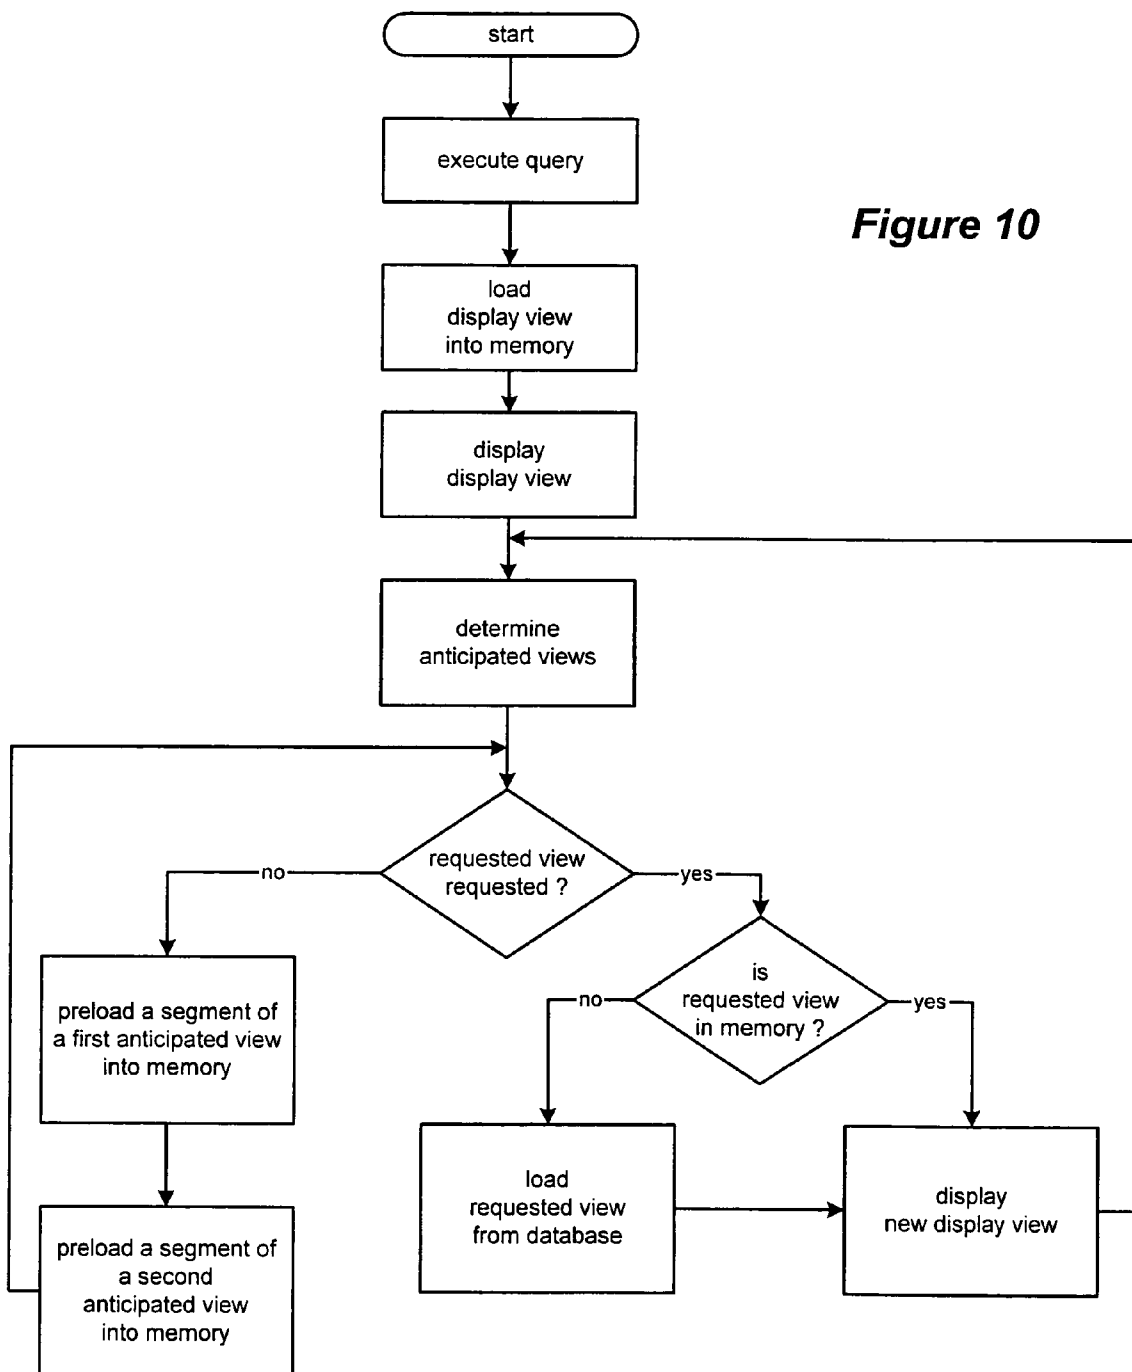 start
execute query
Figure 10
load
display view
into memory
display
display view
determine
anticipated views
requested view
requested ?
no
yes
is
requested view
in memory ?
no
yes
preload a segment of
a first anticipated view
into memory
load
requested view
from database
display
new display view
preload a segment of
a second
anticipated view
into memory